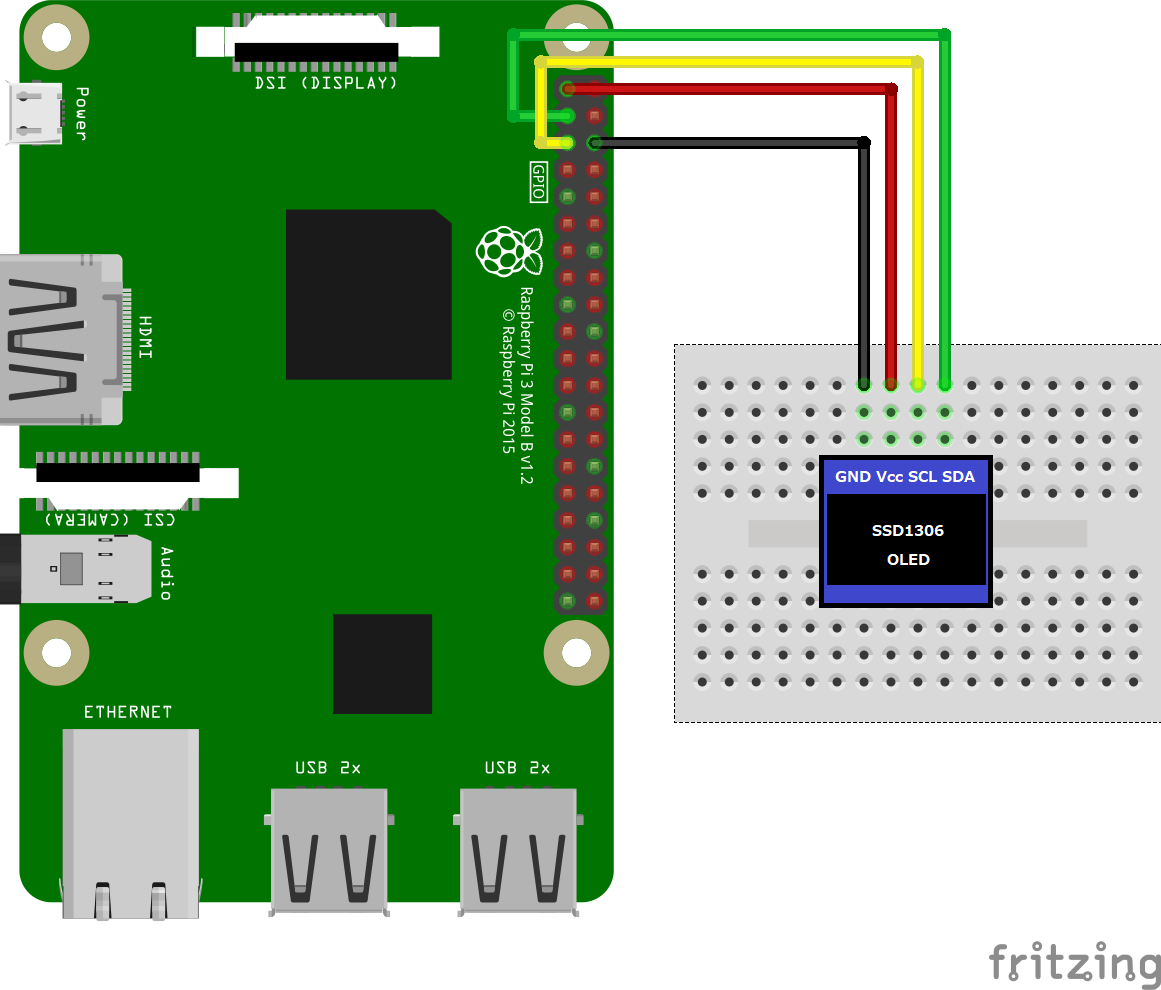 DSI (DISPLAY)
Power
GPIO
Raspberry Pi 3 Model B v1.2
© Raspberry Pi 2015
HDMI
CSI (CAMERA)
Audio
GND Vcc SCL SDA
SSD1306
OLED
ETHERNET
USB 2x
USB 2x
fritzing